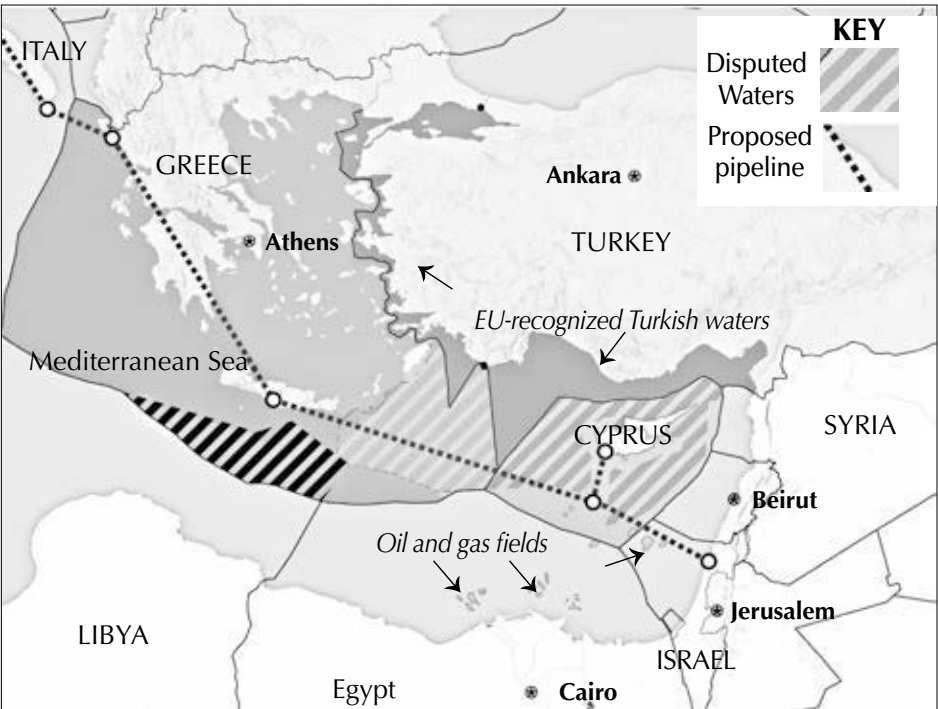 KEY
Disputed
Waters
Proposed
pipeline
ITALY
GREECE
Athens
Ankara
TURKEY
EU-recognized Turkish waters
Mediterranean Sea
CYPRUS
SYRIA
Beirut
Oil and gas fields
Jerusalem
LIBYA
ISRAEL
Egypt
Cairo